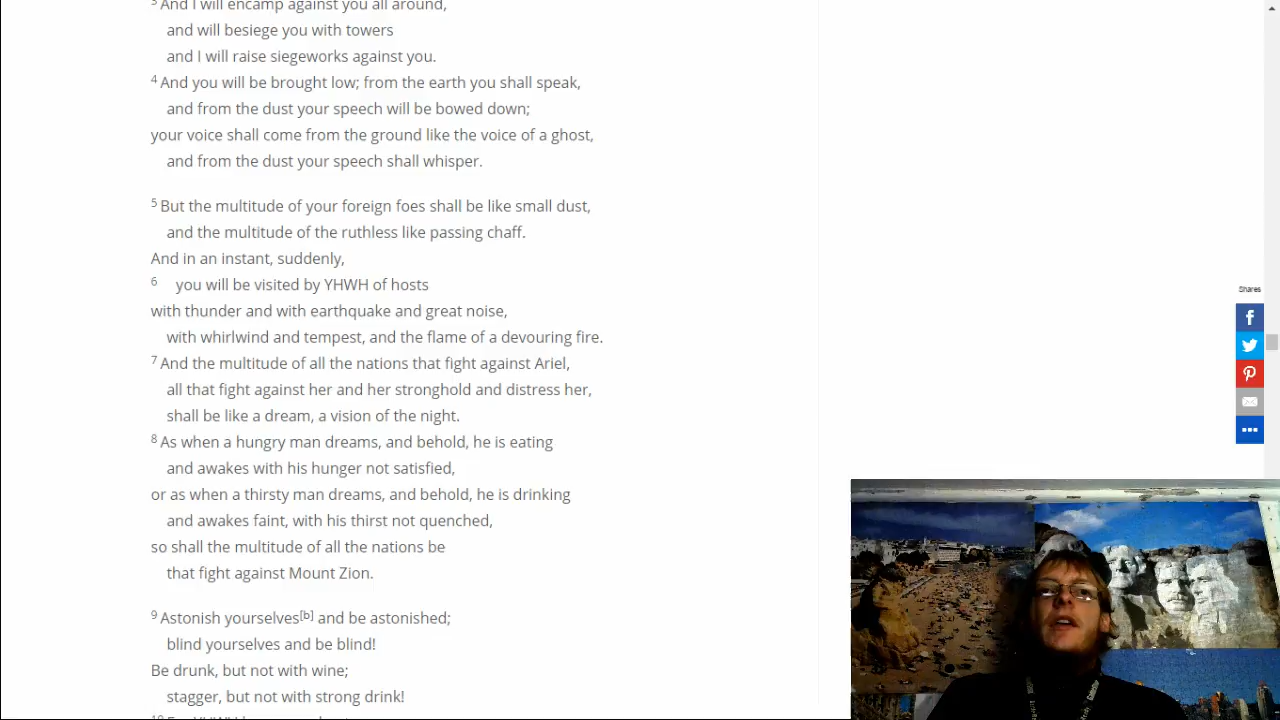 3 And I will encamp against you all around,
and will besiege you with towers
and I will raise siegeworks against you.
4 And you will be brought low; from the earth you shall speak,
and from the dust your speech will be bowed down;
your voice shall come from the ground like the voice of a ghost,
and from the dust your speech shall whisper.
5 But the multitude of your foreign foes shall be like small dust,
and the multitude of the ruthless like passing chaff.
And in an instant, suddenly,
6 you will be visited by YHWH of hosts
with thunder and with earthquake and great noise,
with whirlwind and tempest, and the flame of a devouring fire.
7 And the multitude of all the nations that fight against Ariel,
all that fight against her and her stronghold and distress her,
shall be like a dream, a vision of the night.
8 As when a hungry man dreams, and behold, he is eating
and awakes with his hunger not satisfied,
or as when a thirsty man dreams, and behold, he is drinking
and awakes faint, with his thirst not quenched,
so shall the multitude of all the nations be
that fight against Mount Zion.
9 Astonish yourselves[b] and be astonished;
blind yourselves and be blind!
Be drunk, but not with wine;
stagger, but not with strong drink!
Shares